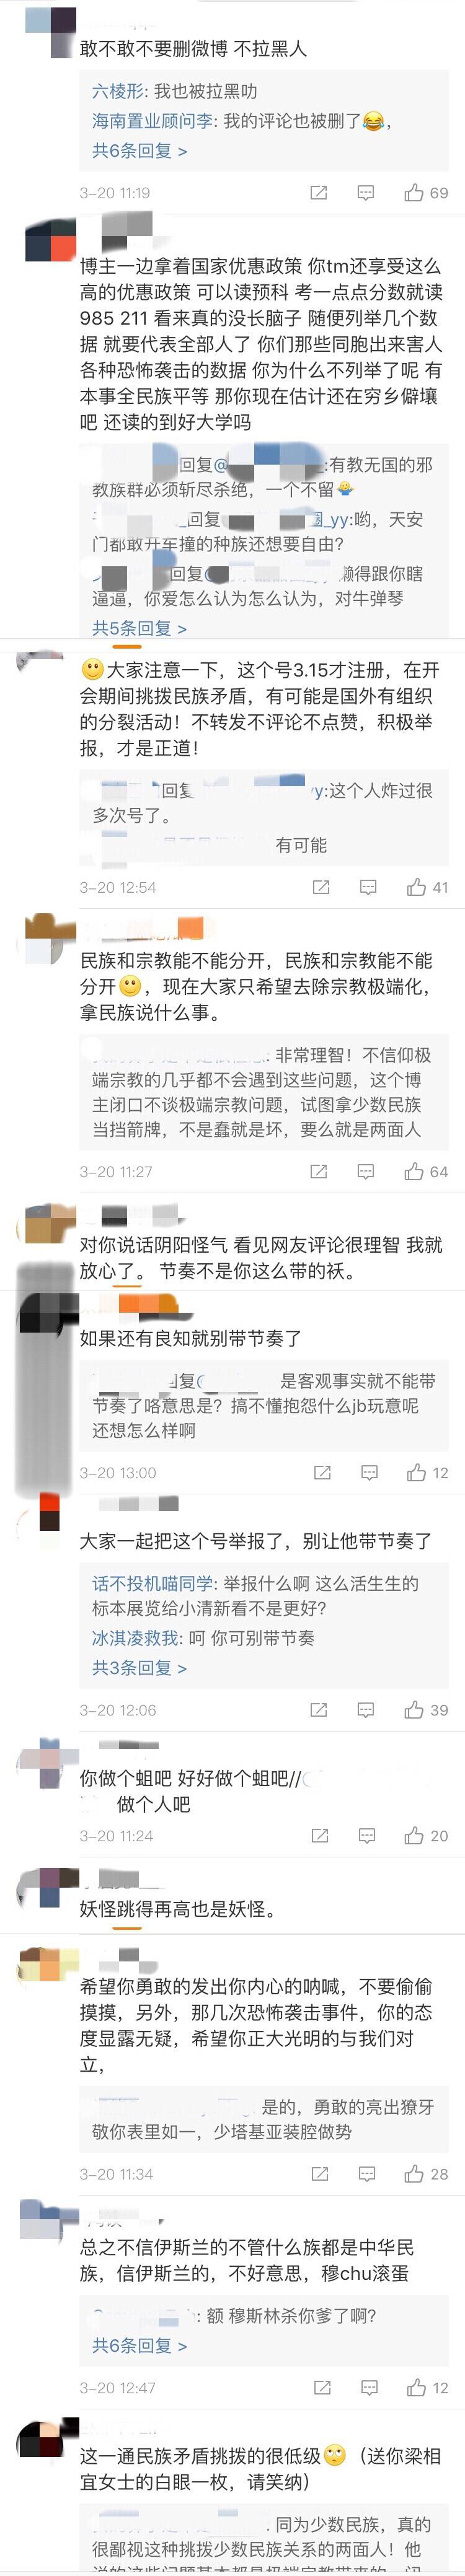 敢不敢不要删微博 不拉黑人
六棱形: 我也被拉黑叻
海南置业顾问李: 我的评论也被删了😂,
共6条回复 >
3-20 11:19
69
博主一边拿着国家优惠政策 你tm还享受这么
高的优惠政策 可以读预科 考一点点分数就读
985 211 看来真的没长脑子 随便列举几个数
据 就要代表全部人了 你们那些同胞出来害人
各种恐怖袭击的数据 你为什么不列举了呢 有
本事全民族平等 那你现在估计还在穷乡僻壤
吧 还读的到好大学吗
回复@ :有教无国的邪
教族群必须斩尽杀绝，一个不留
回复 _yy:哟，天安
门都敢开车撞的种族还想要自由?
回复 懒得跟你瞎
逼逼，你爱怎么认为怎么认为，对牛弹琴
共5条回复 >
🙂大家注意一下，这个号3.15才注册，在开
会期间挑拨民族矛盾，有可能是国外有组织
的分裂活动！不转发不评论不点赞，积极举
报，才是正道！
回复 yy:这个人炸过很
多次号了。
有可能
3-20 12:54
41
民族和宗教能不能分开，民族和宗教能不能
分开🙂，现在大家只希望去除宗教极端化，
拿民族说什么事。
非常理智！不信仰极
端宗教的几乎都不会遇到这些问题，这个博
主闭口不谈极端宗教问题，试图拿少数民族
当挡箭牌，不是蠢就是坏，要么就是两面人
3-20 11:27
64
对你说话阴阳怪气 看见网友评论很理智 我就
放心了。 节奏不是你这么带的袄。
如果还有良知就别带节奏了
回复@ 是客观事实就不能带
节奏了咯意思是？搞不懂抱怨什么jb玩意呢
还想怎么样啊
3-20 13:00
12
大家一起把这个号举报了，别让他带节奏了
话不投机喵同学: 举报什么啊 这么活生生的
标本展览给小清新看不是更好?
冰淇凌救我: 呵 你可别带节奏
共3条回复 >
3-20 12:06
39
你做个蛆吧 好好做个蛆吧//
做个人吧
3-20 11:24
20
妖怪跳得再高也是妖怪。
希望你勇敢的发出你内心的呐喊，不要偷偷
摸摸，另外，那几次恐怖袭击事件，你的态
度显露无疑，希望你正大光明的与我们对
立，
是的，勇敢的亮出獠牙
敬你表里如一，少塔基亚装腔做势
3-20 11:34
28
总之不信伊斯兰的不管什么族都是中华民
族，信伊斯兰的，不好意思，穆chu滚蛋
: 额 穆斯林杀你爹了啊?
共6条回复 >
3-20 12:47
12
这一通民族矛盾挑拨的很低级🙄（送你梁相
宜女士的白眼一枚，请笑纳）
同为少数民族，真的
很鄙视这种挑拨少数民族关系的两面人！他